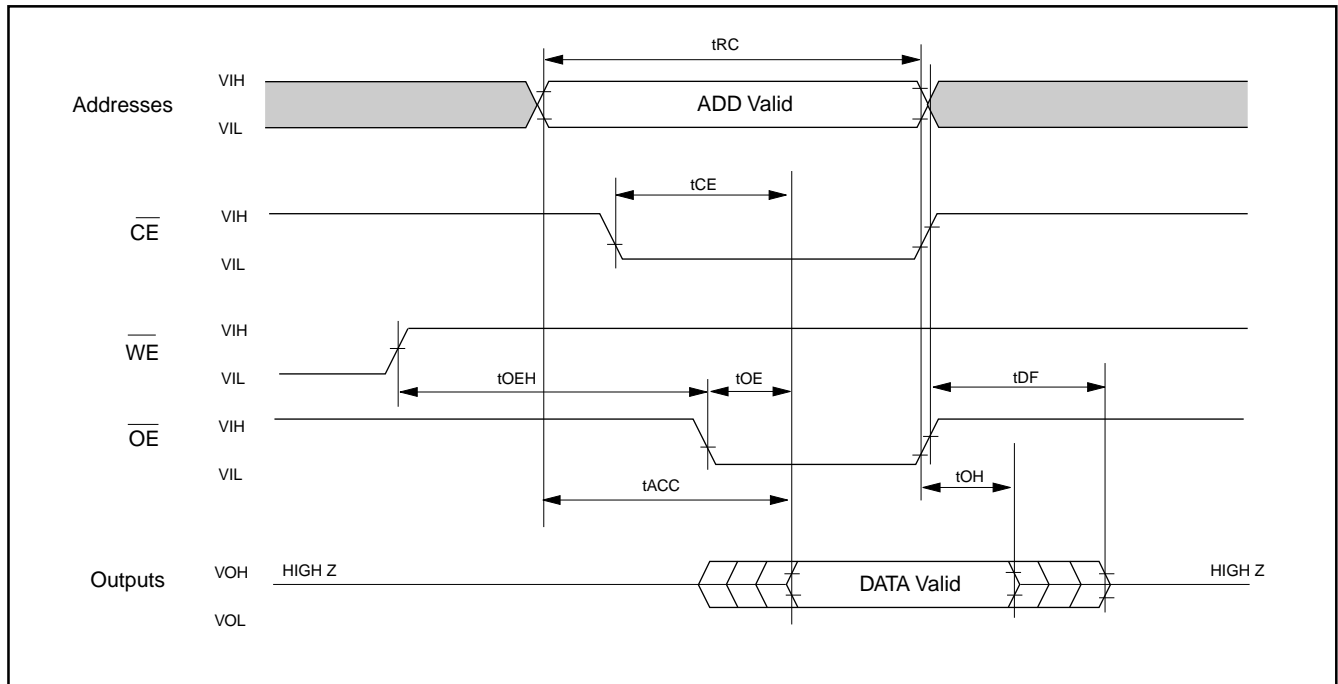 tRC
VIH
Addresses
ADD Valid
VIL
tCE
VIH
CE
VIL
VIH
WE
VIL
tOEH
tOE
tDF
VIH
OE
VIL
tACC
tOH
Outputs
VOH
HIGH Z
DATA Valid
HIGH Z
VOL